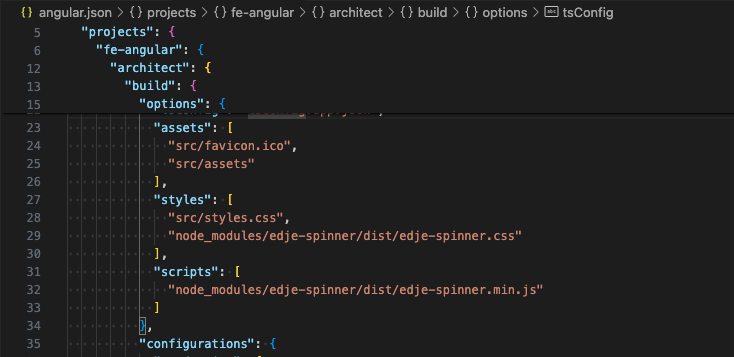 angular.json > projects > fe-angular > architect > build > options > tsConfig
5 "projects": {
6 "fe-angular": {
12 "architect": {
13 "build": {
15 "options": {
23 "assets": [
24 "src/favicon.ico",
25 "src/assets"
26 ],
27 "styles": [
28 "src/styles.css",
29 "node_modules/edje-spinner/dist/edje-spinner.css"
30 ],
31 "scripts": [
32 "node_modules/edje-spinner/dist/edje-spinner.min.js"
33 ]
34 },
35 "configurations": {